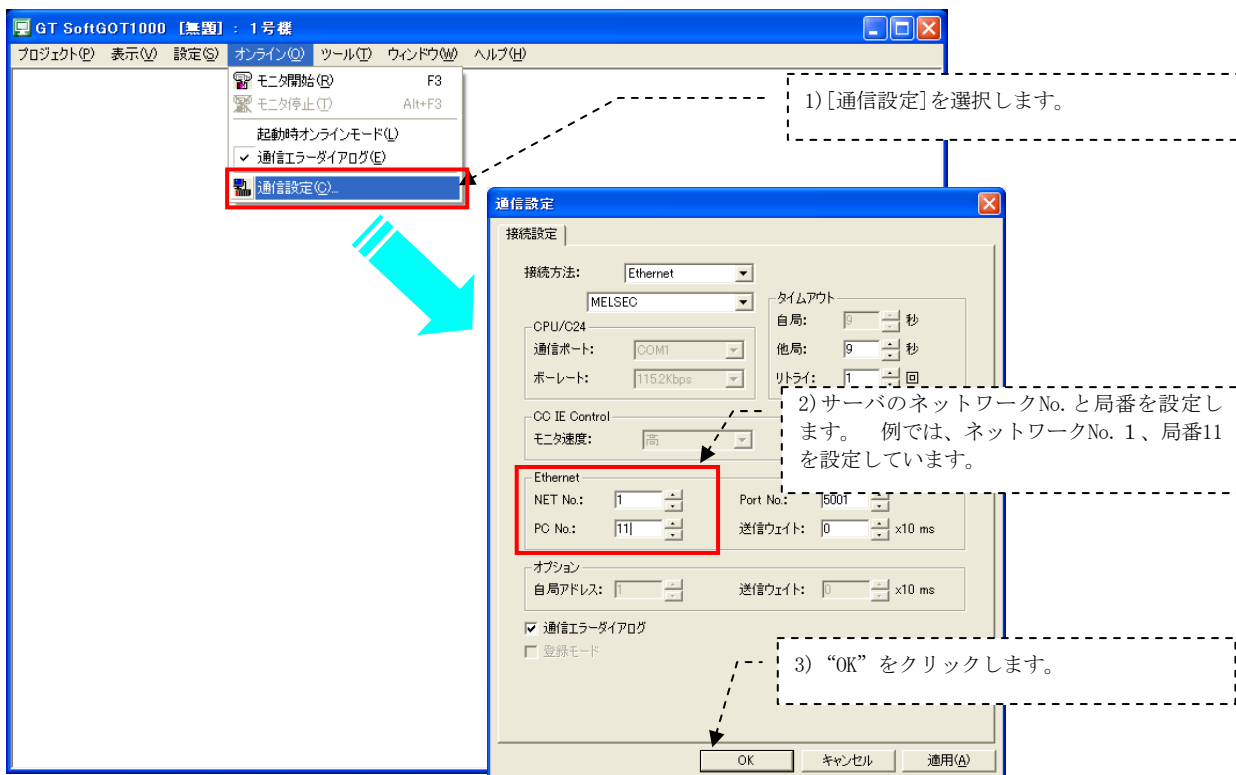 GT SoftGOT1000 [無題] : 1号機
プロジェクト(P) 表示(V) 設定(S) オンライン(O) ツール(T) ウィンドウ(W) ヘルプ(H)
モニタ開始(R) F3
モニタ停止(T) Alt+F3
起動時オンラインモード(L)
通信エラーダイアログ(E)
通信設定(C)...
1)[通信設定]を選択します。
通信設定
接続設定
接続方法: Ethernet
MELSEC
タイムアウト
自局: 9 秒
他局: 9 秒
リトライ: 1 回
CPU/C24
通信ポート: COM1
ボーレート: 115.2Kbps
CC IE Control
モニタ速度: 高
2)サーバのネットワークNo.と局番を設定し
ます。 例では、ネットワークNo.1、局番11
を設定しています。
Ethernet
NET No.: 1 Port No.: 5001
PC No.: 11 送信ウェイト: 0 x10 ms
オプション
自局アドレス: 1 送信ウェイト: 0 x10 ms
通信エラーダイアログ
登録モード
3)“OK”をクリックします。
OK キャンセル 適用(A)